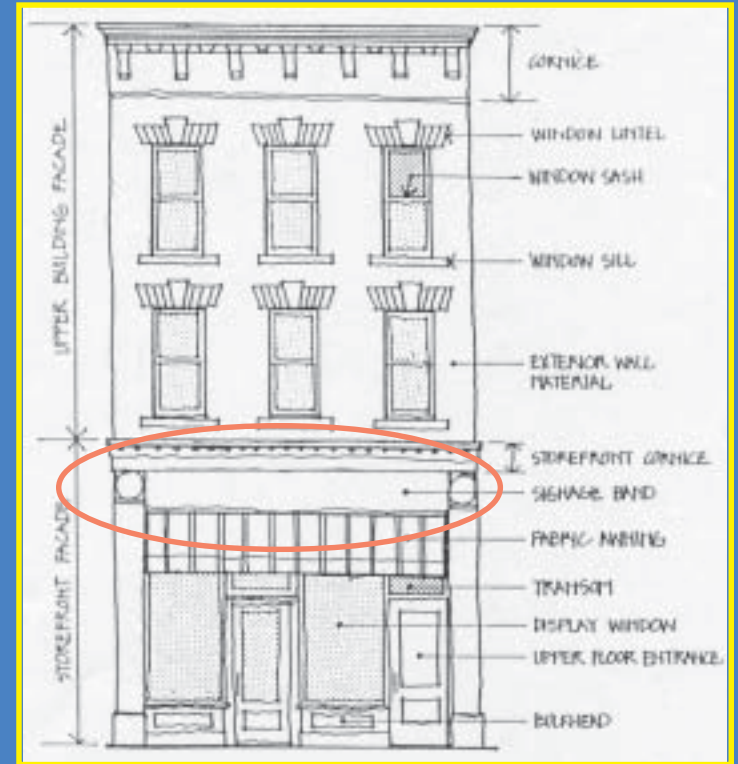 CORNICE
WINDOW LINTEL
WINDOW SASH
WINDOW SILL
UPPER BUILDING FACADE
EXTERIOR WALL
MATERIAL
STOREFRONT CORNICE
SIGNAGE BAND
FABRIC AWNING
TRANSOM
DISPLAY WINDOW
UPPER FLOOR ENTRANCE
STOREFRONT FACADE
BULKHEAD